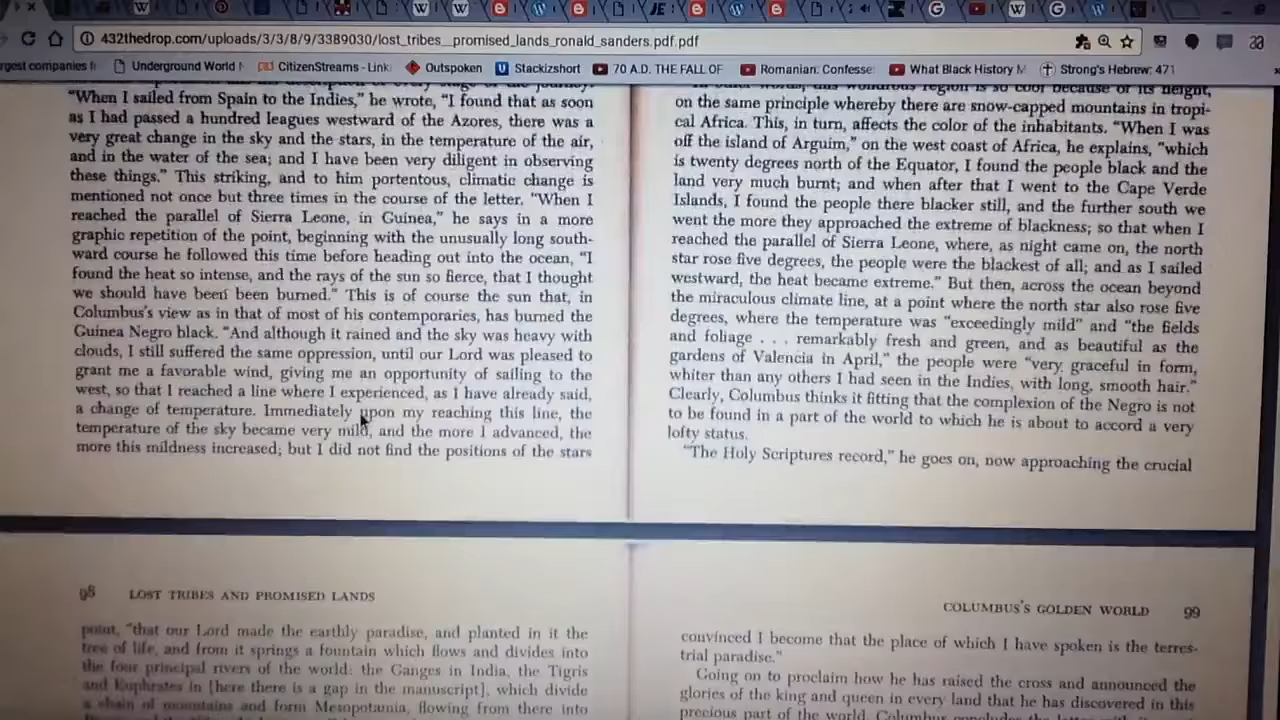 432thedrop.com/uploads/3/3/8/9/3389030/lost_tribes__promised_lands_ronald_sanders.pdf.pdf
rgest companies
Underground World
CitizenStreams - Link
Outspoken
Stackizshort
70 A.D. THE FALL OF
Romanian: Confesse
What Black History M
Strong's Hebrew: 471
"When I sailed from Spain to the Indies," he wrote, "I found that as soon
as I had passed a hundred leagues westward of the Azores, there was a
very great change in the sky and the stars, in the temperature of the air,
and in the water of the sea; and I have been very diligent in observing
these things." This striking, and to him portentous, climatic change is
mentioned not once but three times in the course of the letter. "When I
reached the parallel of Sierra Leone, in Guinea," he says in a more
graphic repetition of the point, beginning with the unusually long south-
ward course he followed this time before heading out into the ocean, "I
found the heat so intense, and the rays of the sun so fierce, that I thought
we should have been been burned." This is of course the sun that, in
Columbus's view as in that of most of his contemporaries, has burned the
Guinea Negro black. "And although it rained and the sky was heavy with
clouds, I still suffered the same oppression, until our Lord was pleased to
grant me a favorable wind, giving me an opportunity of sailing to the
west, so that I reached a line where I experienced, as I have already said,
a change of temperature. Immediately upon my reaching this line, the
temperature of the sky became very mild, and the more I advanced, the
more this mildness increased; but I did not find the positions of the stars
In other words, this wondrous region is so cool because of its height,
on the same principle whereby there are snow-capped mountains in tropi-
cal Africa. This, in turn, affects the color of the inhabitants. "When I was
off the island of Arguim," on the west coast of Africa, he explains, "which
is twenty degrees north of the Equator, I found the people black and the
land very much burnt; and when after that I went to the Cape Verde
Islands, I found the people there blacker still, and the further south we
went the more they approached the extreme of blackness; so that when I
reached the parallel of Sierra Leone, where, as night came on, the north
star rose five degrees, the people were the blackest of all; and as I sailed
westward, the heat became extreme." But then, across the ocean beyond
the miraculous climate line, at a point where the north star also rose five
degrees, where the temperature was "exceedingly mild" and "the fields
and foliage . . . remarkably fresh and green, and as beautiful as the
gardens of Valencia in April," the people were "very graceful in form,
whiter than any others I had seen in the Indies, with long, smooth hair."
Clearly, Columbus thinks it fitting that the complexion of the Negro is not
to be found in a part of the world to which he is about to accord a very
lofty status.
"The Holy Scriptures record," he goes on, now approaching the crucial
98 LOST TRIBES AND PROMISED LANDS
point, "that our Lord made the earthly paradise, and planted in it the
tree of life, and from it springs a fountain which flows and divides into
the four principal rivers of the world: the Ganges in India, the Tigris
and Euphrates in [here there is a gap in the manuscript], which divide
a chain of mountains and form Mesopotamia, flowing from there into
COLUMBUS'S GOLDEN WORLD 99
convinced I become that the place of which I have spoken is the terres-
trial paradise."
Going on to proclaim how he has raised the cross and announced the
glories of the king and queen in every land that he has discovered in this
precious part of the world, Columbus concludes the letter